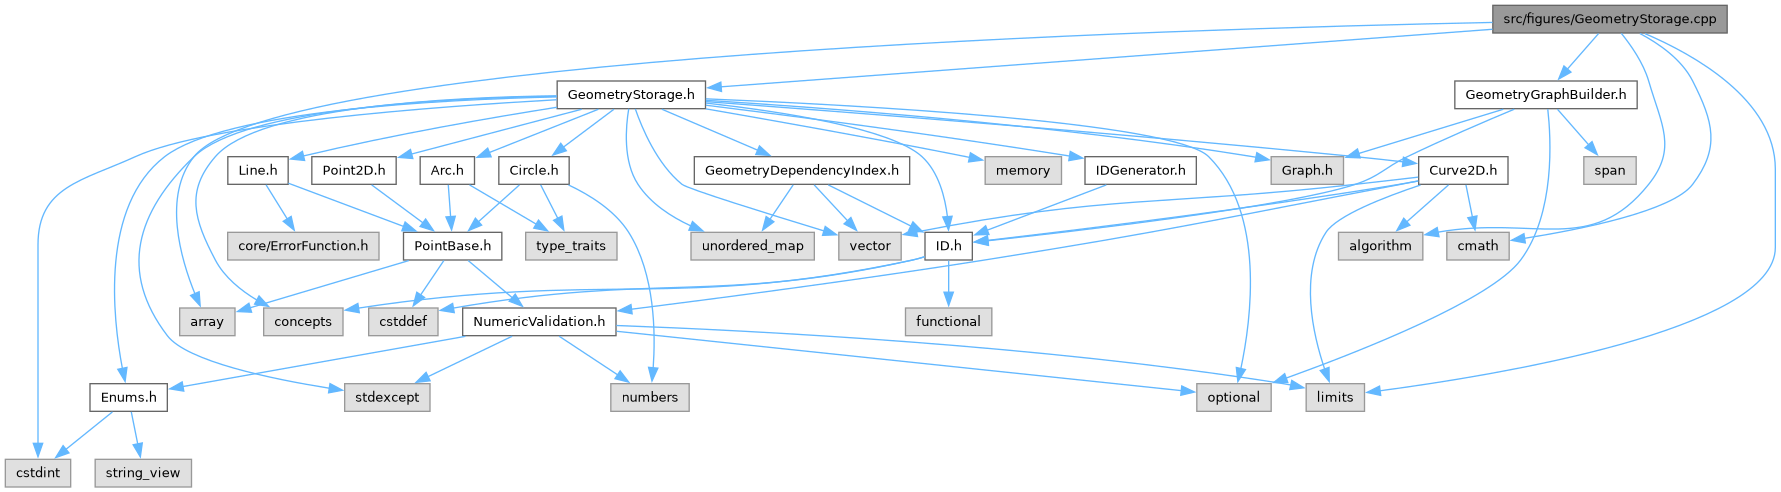 src/figures/GeometryStorage.cpp
GeometryStorage.h
GeometryGraphBuilder.h
Line.h
Point2D.h
Arc.h
Circle.h
GeometryDependencyIndex.h
memory
IDGenerator.h
Graph.h
Curve2D.h
span
core/ErrorFunction.h
PointBase.h
type_traits
unordered_map
vector
ID.h
algorithm
cmath
array
concepts
cstddef
NumericValidation.h
functional
Enums.h
stdexcept
numbers
optional
limits
cstdint
string_view